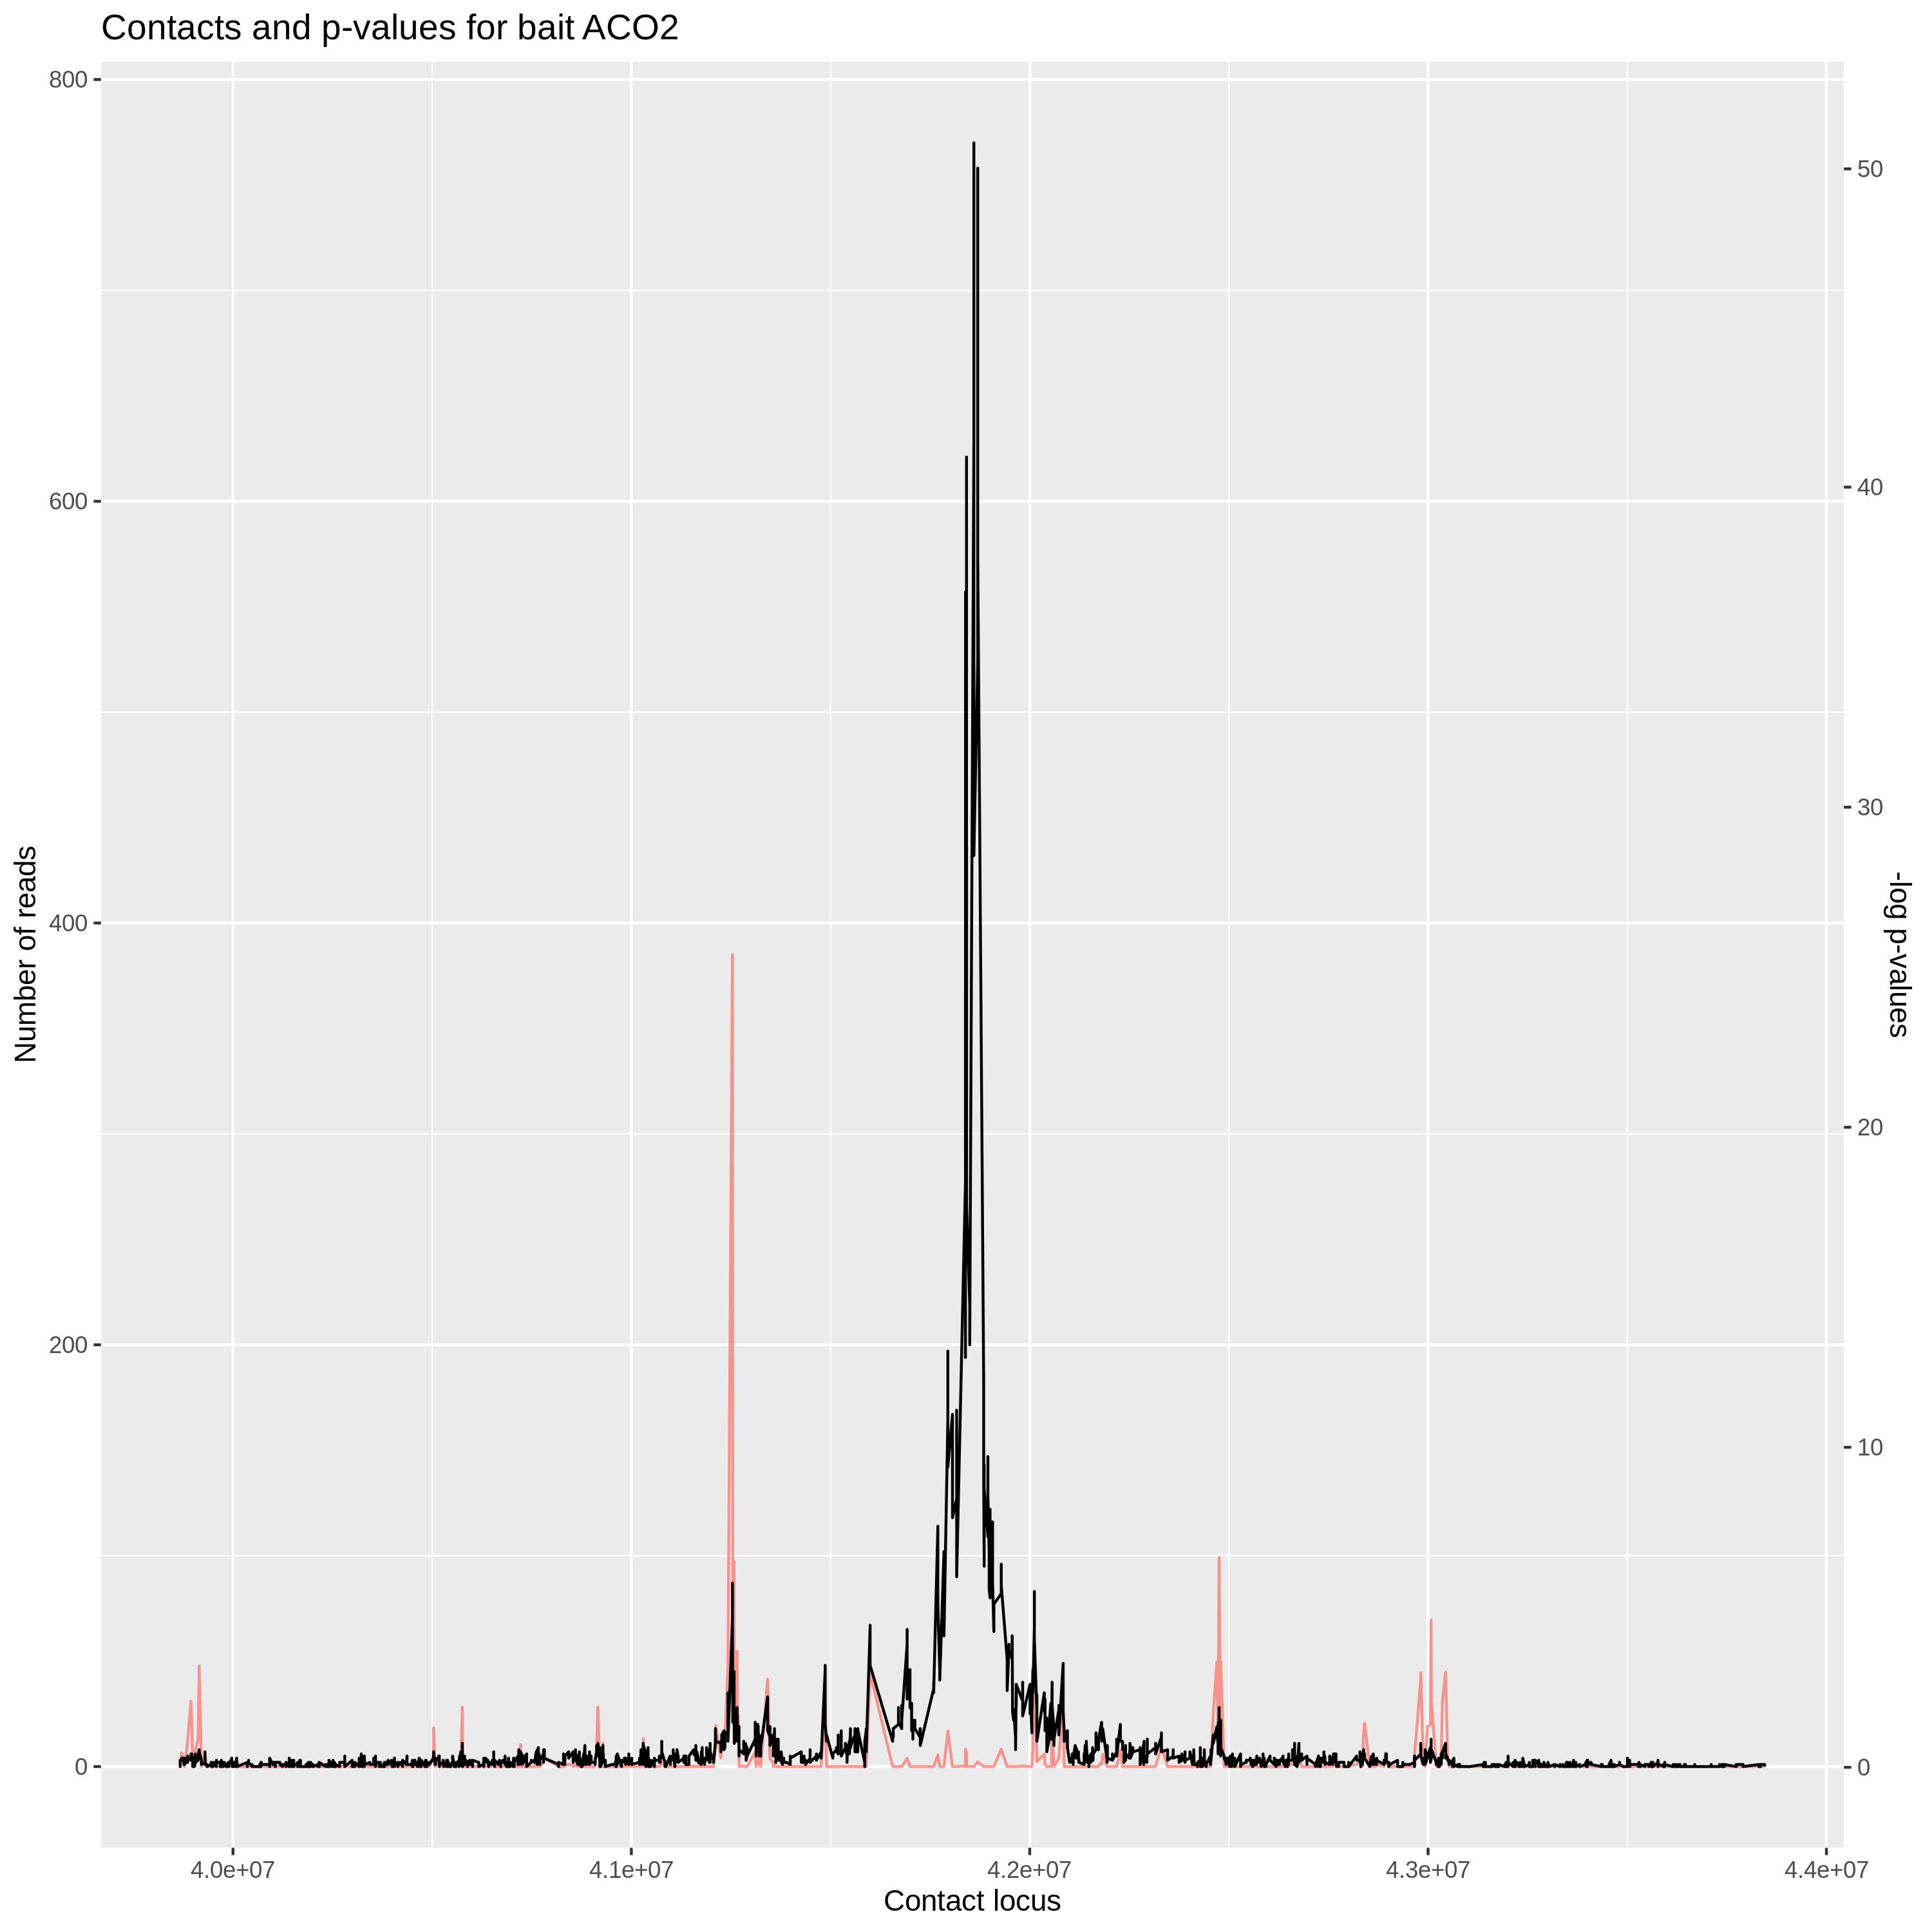 Contacts and p-values for bait ACO2
800
600
400
200
0
Number of reads
50
40
30
20
10
0
-log p-values
4.0e+07
4.1e+07
4.2e+07
4.3e+07
4.4e+07
Contact locus